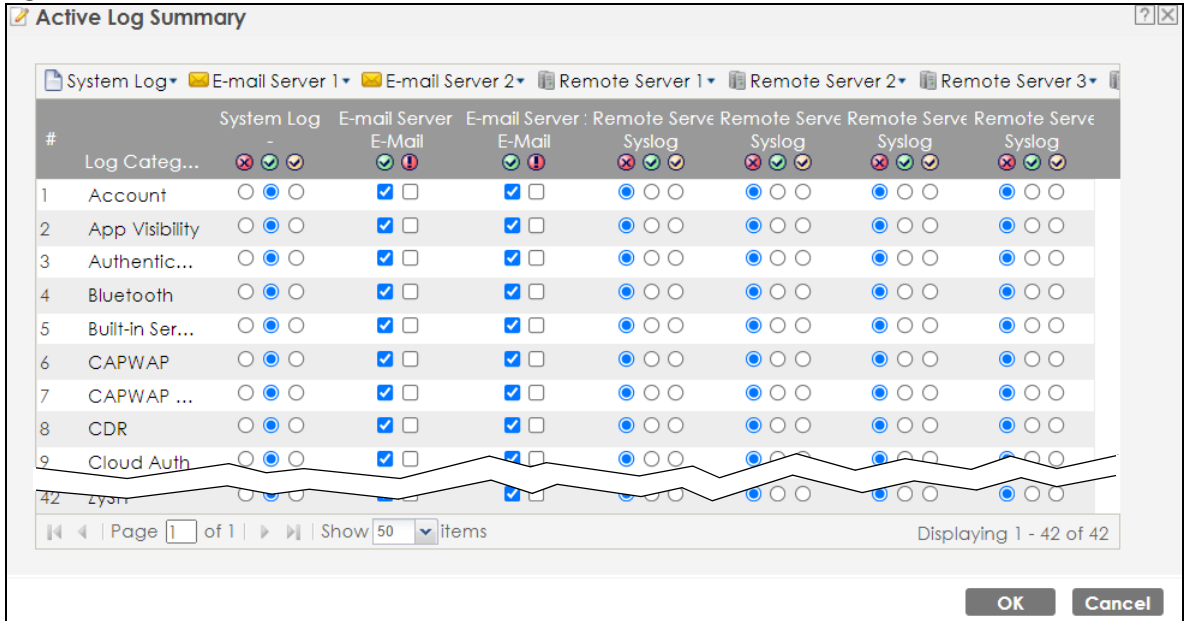 Active Log Summary
System Log E-mail Server 1 E-mail Server 2 Remote Server 1 Remote Server 2 Remote Server 3
# Log Categ... System Log - E-mail Server E-Mail E-mail Server : E-Mail Remote Serve Syslog Remote Serve Syslog Remote Serve Syslog Remote Serve Syslog
1 Account
2 App Visibility
3 Authentic...
4 Bluetooth
5 Built-in Ser...
6 CAPWAP
7 CAPWAP ...
8 CDR
9 Cloud Auth
42 ZySH
Page 1 of 1 Show 50 items Displaying 1 - 42 of 42
OK Cancel